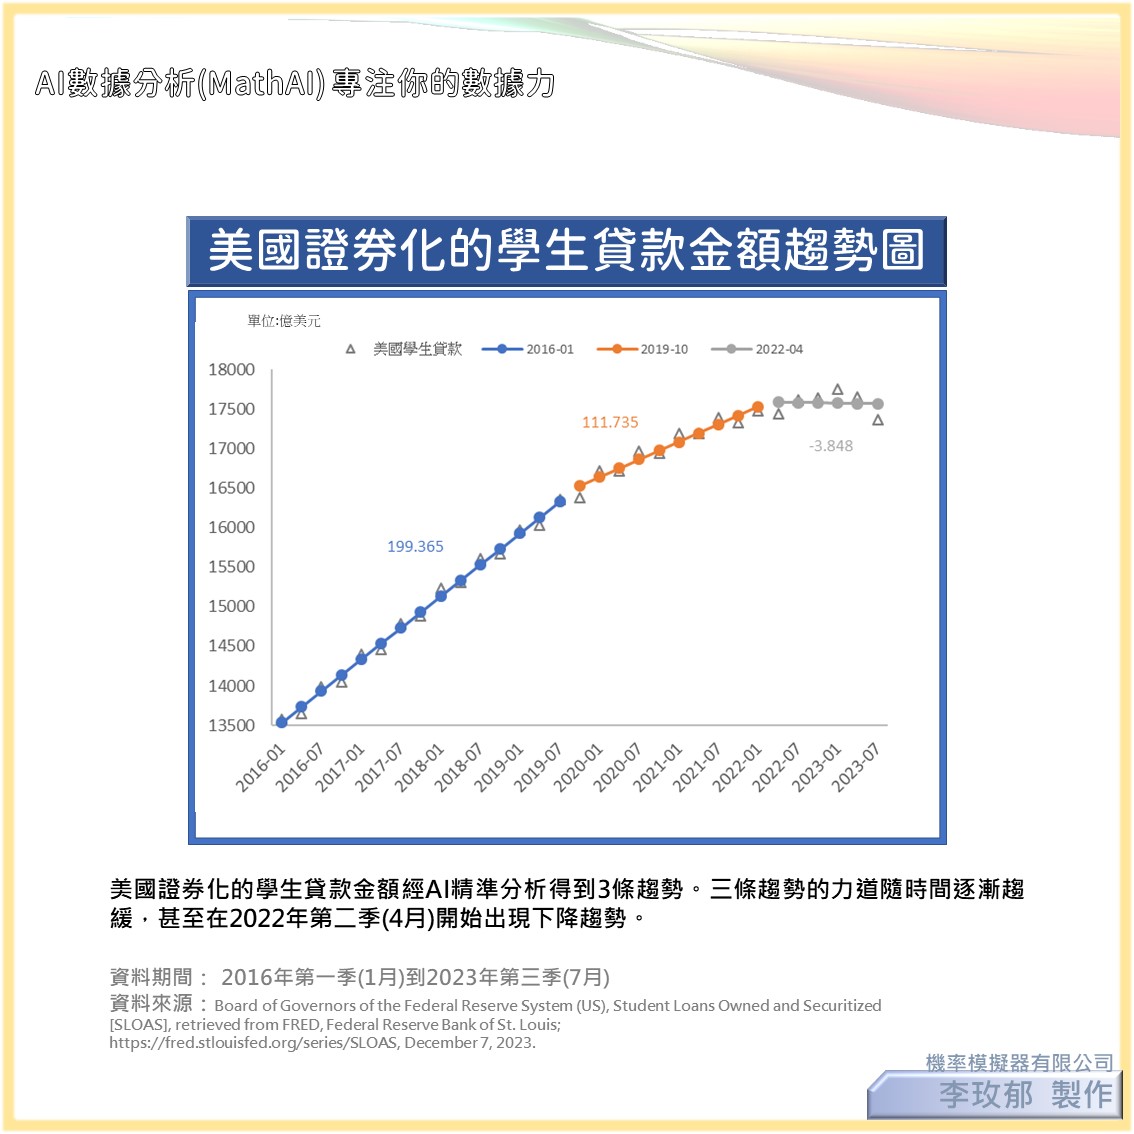 AI數據分析(MathAI) 專注你的數據力
美國證券化的學生貸款金額趨勢圖
單位:億美元
美國學生貸款 2016-01 2019-10 2022-04
18000
17500
17000
16500
16000
15500
15000
14500
14000
13500
111.735
-3.848
199.365
2016-01 2016-07 2017-01 2017-07 2018-01 2018-07 2019-01 2019-07 2020-01 2020-07 2021-01 2021-07 2022-01 2022-07 2023-01 2023-07
美國證券化的學生貸款金額經AI精準分析得到3條趨勢。三條趨勢的力道隨時間逐漸趨
緩，甚至在2022年第二季(4月)開始出現下降趨勢。
資料期間： 2016年第一季(1月)到2023年第三季(7月)
資料來源：Board of Governors of the Federal Reserve System (US), Student Loans Owned and Securitized
[SLOAS], retrieved from FRED, Federal Reserve Bank of St. Louis;
https://fred.stlouisfed.org/series/SLOAS, December 7, 2023.
機率模擬器有限公司
李玫郁 製作